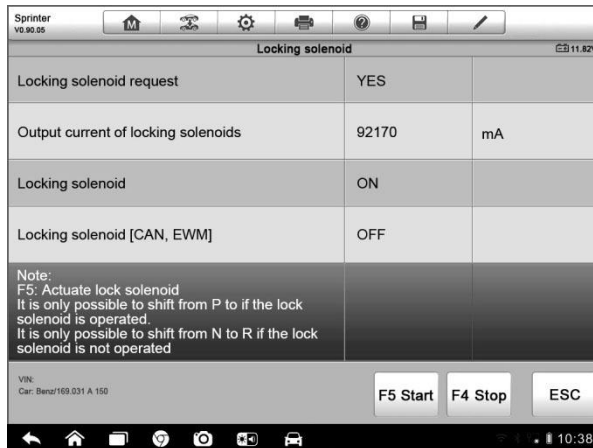 Sprinter
V0.90.05
Locking solenoid
11.82V
Locking solenoid request YES
Output current of locking solenoids 92170 mA
Locking solenoid ON
Locking solenoid [CAN, EWM] OFF
Note:
F5: Actuate lock solenoid
It is only possible to shift from P to if the lock
solenoid is operated.
It is only possible to shift from N to R if the lock
solenoid is not operated
VIN:
Car: Benz/169.031 A 150
F5 Start F4 Stop ESC
10:38